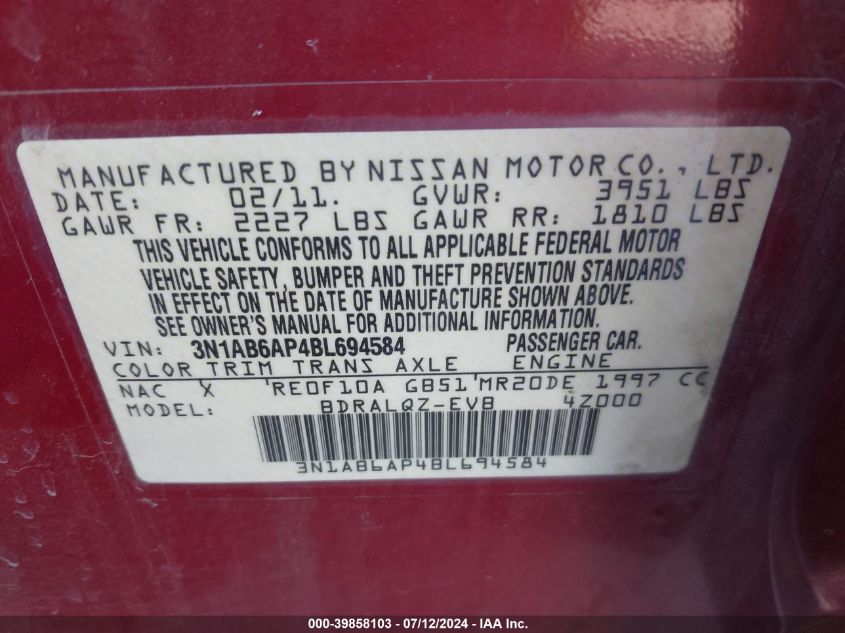 MANUFACTURED BY NISSAN MOTOR CO., LTD.
DATE: 02/11. GVWR: 3951 LBS
GAWR FR: 2227 LBS GAWR RR: 1810 LBS
THIS VEHICLE CONFORMS TO ALL APPLICABLE FEDERAL MOTOR
VEHICLE SAFETY, BUMPER AND THEFT PREVENTION STANDARDS
IN EFFECT ON THE DATE OF MANUFACTURE SHOWN ABOVE.
SEE OWNER'S MANUAL FOR ADDITIONAL INFORMATION.
VIN: 3N1AB6AP4BL694584 PASSENGER CAR.
COLOR TRIM TRANS AXLE ENGINE
NAC X RE0F10A GB51 MR20DE 1997 CC
MODEL: BDRALQZ-EVB 4Z000
3N1AB6AP4BL694584
000-39858103 - 07/12/2024 - IAA Inc.